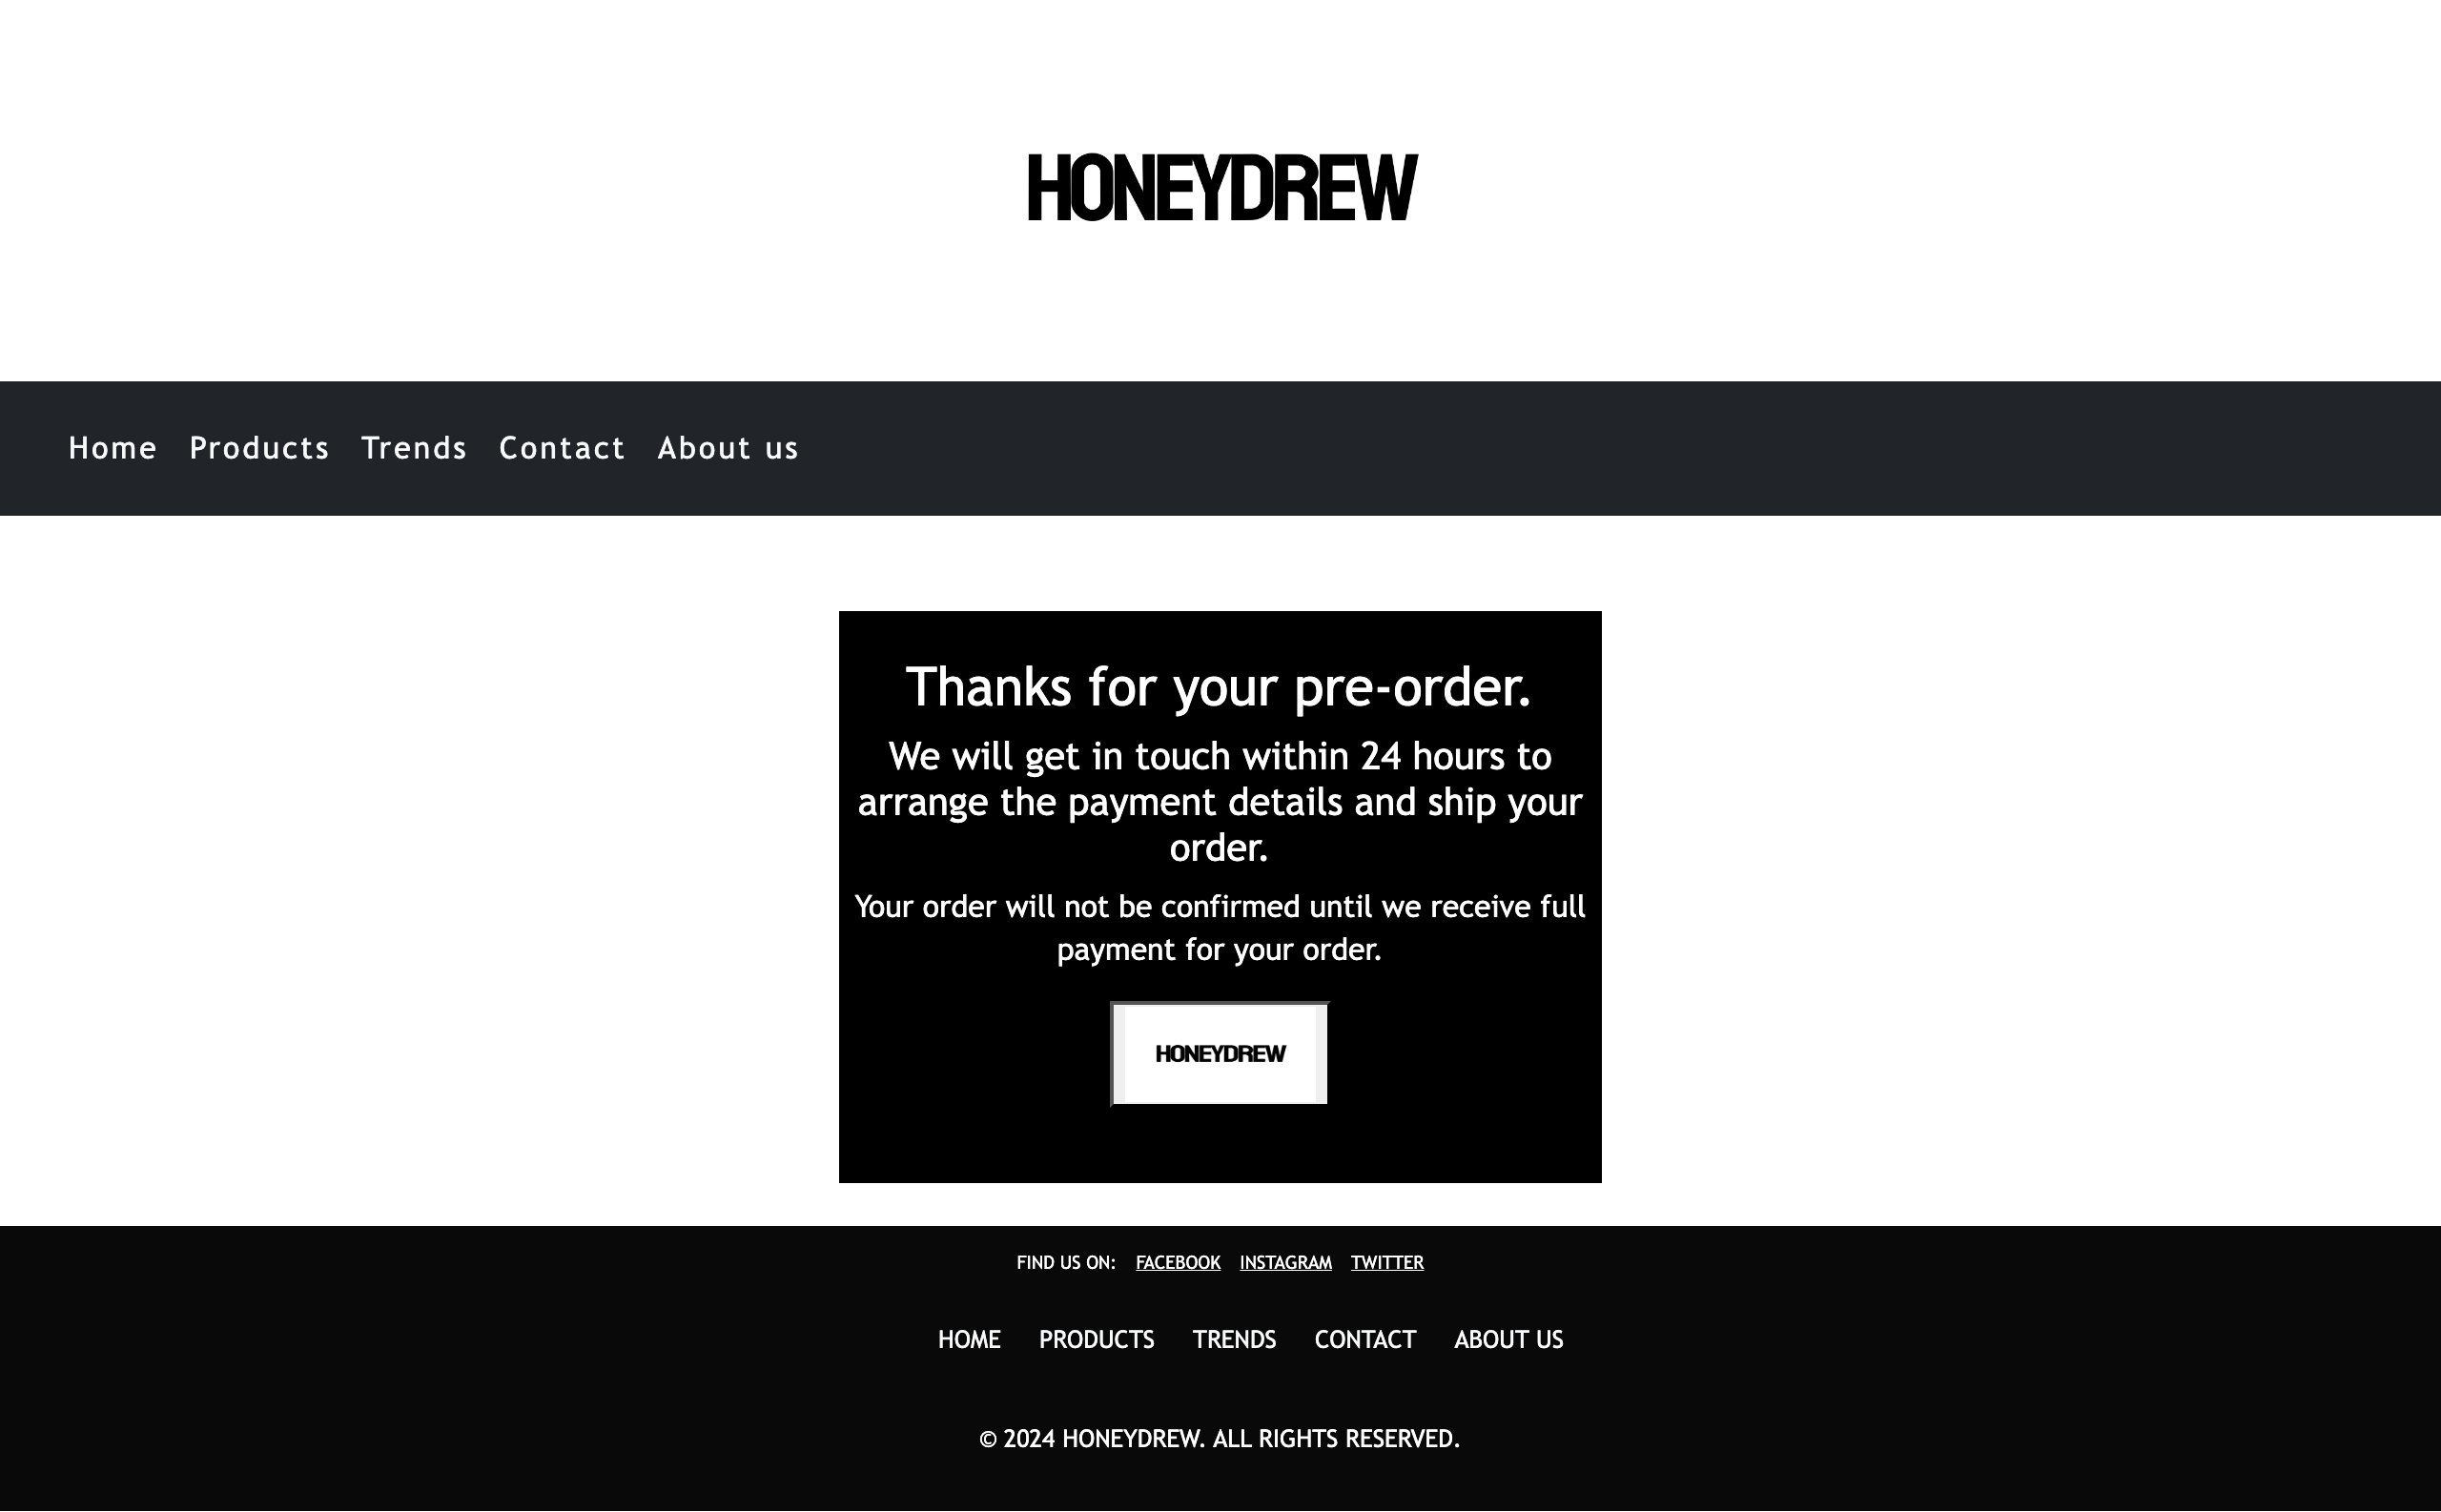 HONEYDREW
Home Products Trends Contact About us
Thanks for your pre-order.
We will get in touch within 24 hours to
arrange the payment details and ship your
order.
Your order will not be confirmed until we receive full
payment for your order.
HONEYDREW
FIND US ON: FACEBOOK INSTAGRAM TWITTER
HOME PRODUCTS TRENDS CONTACT ABOUT US
© 2024 HONEYDREW. ALL RIGHTS RESERVED.